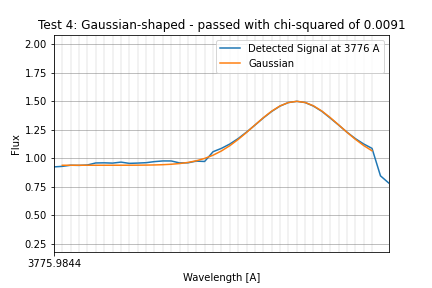 Test 4: Gaussian-shaped - passed with chi-squared of 0.0091
Detected Signal at 3776 A
Gaussian
2.00
1.75
1.50
1.25
1.00
0.75
0.50
0.25
Flux
3775.9844
Wavelength [A]